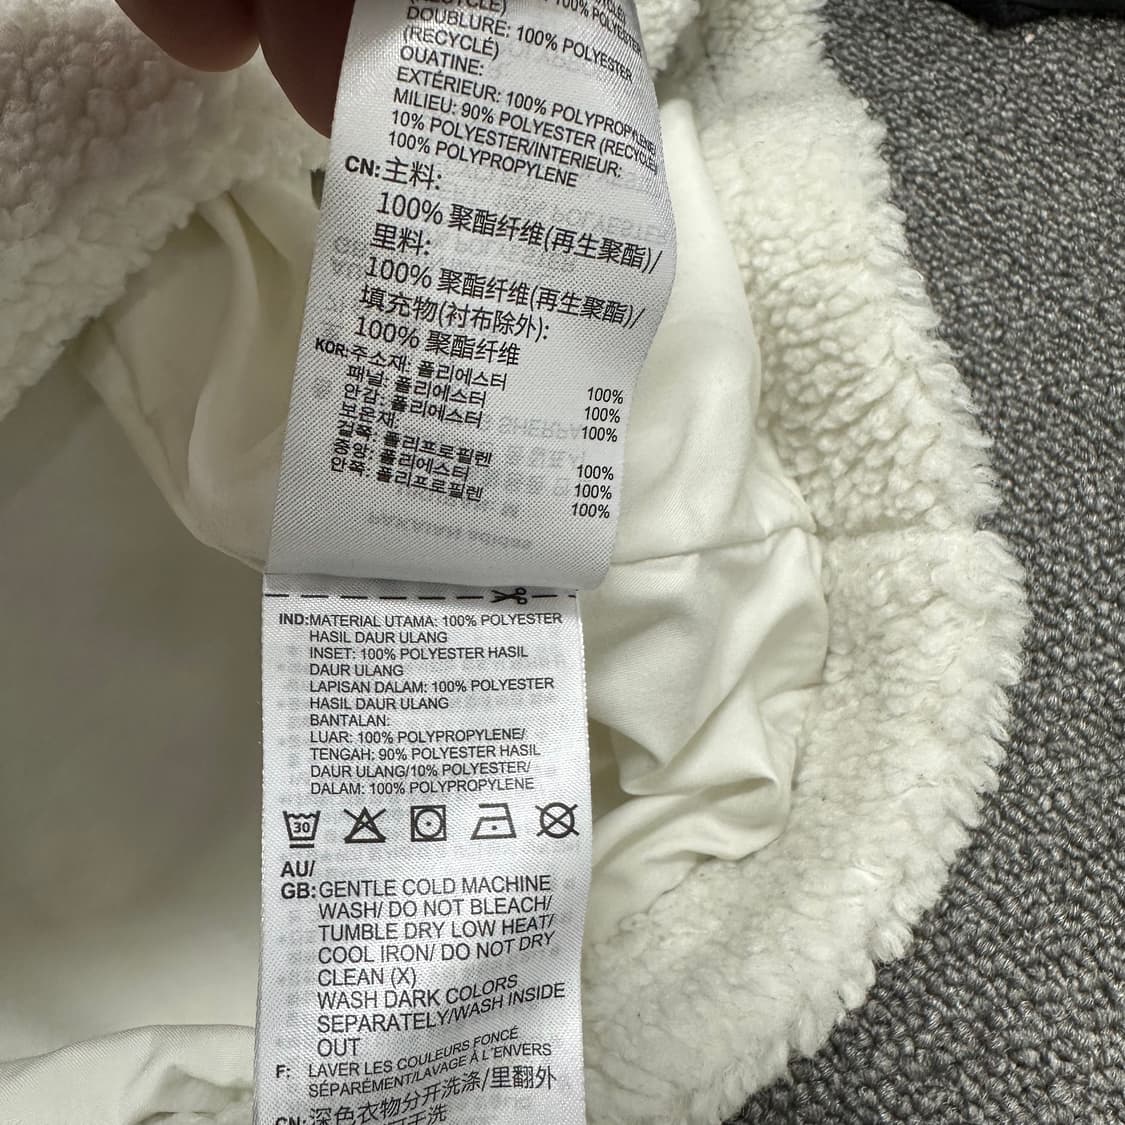 (RECYCLÉ)
DOUBLURE: 100% POLYESTER
(RECYCLÉ)
OUATINE:
EXTÉRIEUR: 100% POLYPROPYLENE/
MILIEU: 90% POLYESTER (RECYCLÉ)
10% POLYESTER/INTERIEUR:
100% POLYPROPYLENE
CN: 主料:
100% 聚酯纤维(再生聚酯)/
里料:
100% 聚酯纤维(再生聚酯)/
填充物(衬布除外):
100% 聚酯纤维
KOR: 주소재: 폴리에스터 100%
패널: 폴리에스터 100%
안감: 폴리에스터 100%
보온재:
겉쪽: 폴리프로필렌 100%
중앙: 폴리에스터 100%
안쪽: 폴리프로필렌 100%
IND: MATERIAL UTAMA: 100% POLYESTER
HASIL DAUR ULANG
INSET: 100% POLYESTER HASIL
DAUR ULANG
LAPISAN DALAM: 100% POLYESTER
HASIL DAUR ULANG
BANTALAN:
LUAR: 100% POLYPROPYLENE/
TENGAH: 90% POLYESTER HASIL
DAUR ULANG/10% POLYESTER/
DALAM: 100% POLYPROPYLENE
30
AU/
GB: GENTLE COLD MACHINE
WASH/ DO NOT BLEACH/
TUMBLE DRY LOW HEAT/
COOL IRON/ DO NOT DRY
CLEAN (X)
WASH DARK COLORS
SEPARATELY/WASH INSIDE
OUT
F: LAVER LES COULEURS FONCÉ
SÉPARÉMENT/LAVAGE À L'ENVERS
CN: 深色衣物分开洗涤/里翻外